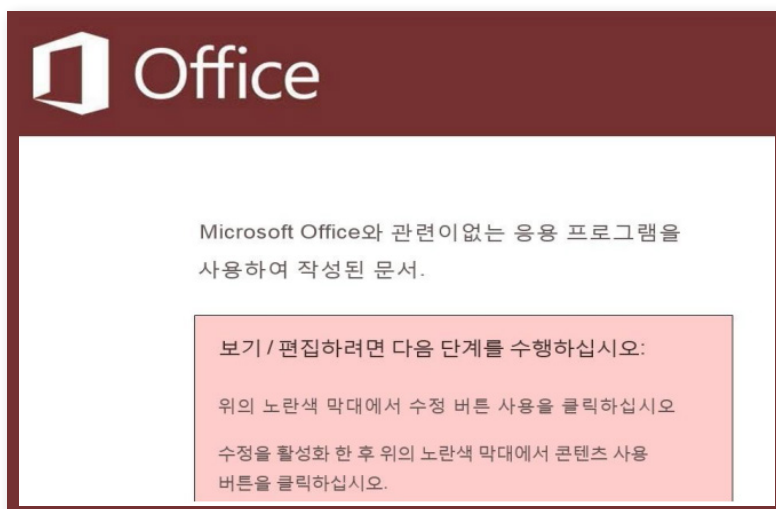 Office
Microsoft Office와 관련이없는 응용 프로그램을
사용하여 작성된 문서.
보기 / 편집하려면 다음 단계를 수행하십시오:
위의 노란색 막대에서 수정 버튼 사용을 클릭하십시오
수정을 활성화 한 후 위의 노란색 막대에서 콘텐츠 사용
버튼을 클릭하십시오.